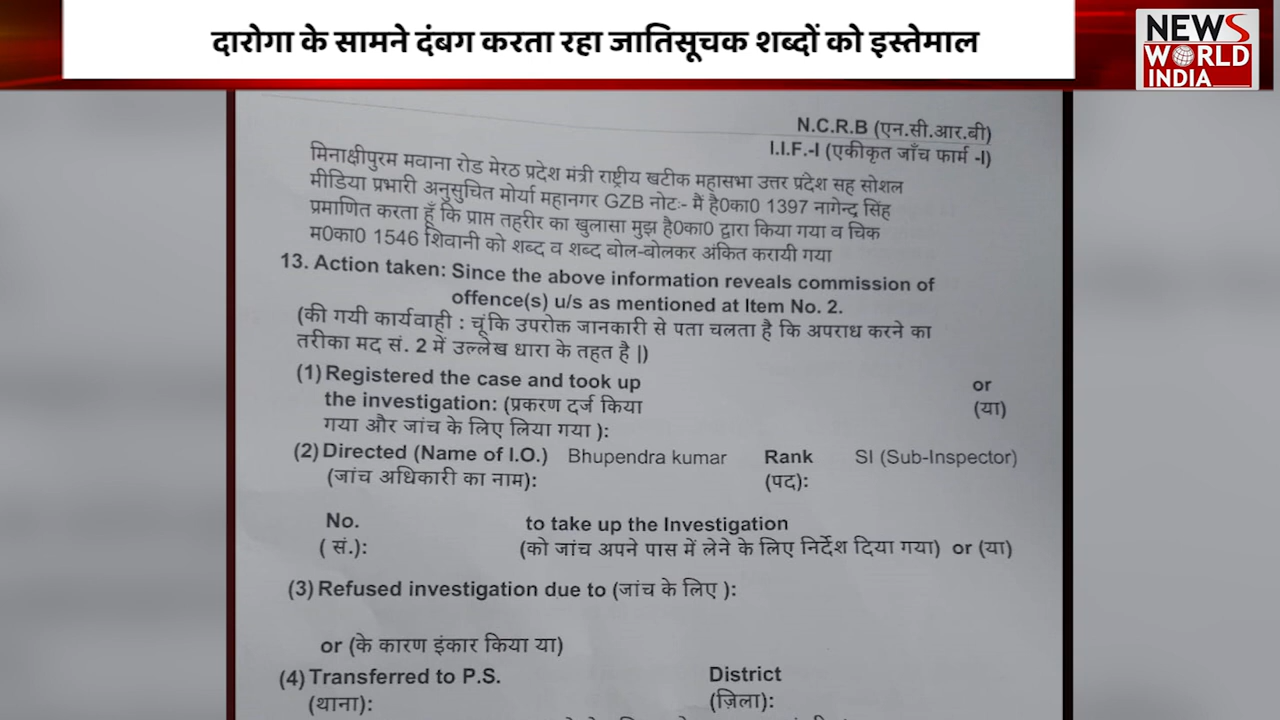 दारोगा के सामने दंबग करता रहा जातिसूचक शब्दों को इस्तेमाल
NEWS
WORLD
INDIA
N.C.R.B (एन.सी.आर.बी)
I.I.F.-I (एकीकृत जाँच फार्म -I)
मिनाक्षीपुरम मवाना रोड मेरठ प्रदेश मंत्री राष्ट्रीय खटीक महासभा उत्तर प्रदेश सह सोशल
मीडिया प्रभारी अनुसुचित मोर्या महानगर GZB नोटः- मैं है0का0 1397 नागेन्द्र सिंह
प्रमाणित करता हूँ कि प्राप्त तहरीर का खुलासा मुझ है0का0 द्वारा किया गया व चिक
म0का0 1546 शिवानी को शब्द व शब्द बोल-बोलकर अंकित करायी गया
13. Action taken: Since the above information reveals commission of
offence(s) u/s as mentioned at Item No. 2.
(की गयी कार्यवाही : चूंकि उपरोक्त जानकारी से पता चलता है कि अपराध करने का
तरीका मद सं. 2 में उल्लेख धारा के तहत है |)
(1) Registered the case and took up or
the investigation: (प्रकरण दर्ज किया (या)
गया और जांच के लिए लिया गया ):
(2) Directed (Name of I.O.) Bhupendra kumar Rank SI (Sub-Inspector)
(जांच अधिकारी का नाम): (पद):
No. to take up the Investigation
( सं.): (को जांच अपने पास में लेने के लिए निर्देश दिया गया) or (या)
(3) Refused investigation due to (जांच के लिए ):
or (के कारण इंकार किया या)
(4) Transferred to P.S. District
(थाना): (ज़िला):